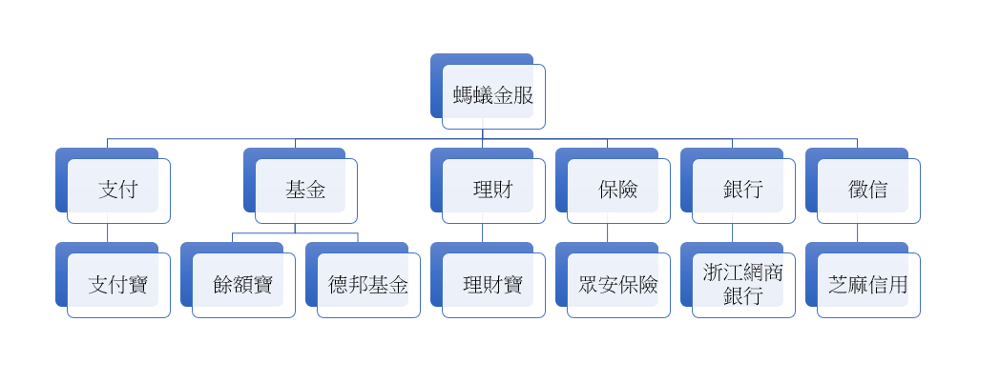 螞蟻金服
支付
基金
理財
保險
銀行
徵信
支付寶
餘額寶
德邦基金
理財寶
眾安保險
浙江網商
銀行
芝麻信用